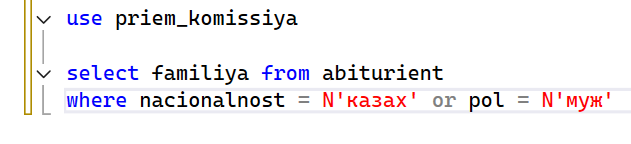 use priem_komissiya
select familiya from abiturient
where nacionalnost = N'казах' or pol = N'муж'